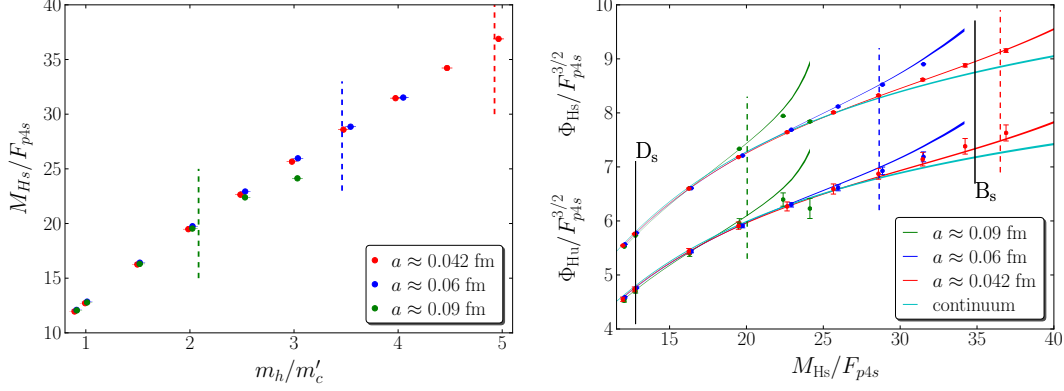 40
35
30
25
20
15
10
M_{Hs}/F_{p4s}
1
2
3
4
5
m_h/m'_c
a ≈ 0.042 fm
a ≈ 0.06 fm
a ≈ 0.09 fm
10
9
8
7
6
5
4
Φ_{Hs}/F_{p4s}^{3/2}
Φ_{Hu}/F_{p4s}^{3/2}
D_s
B_s
15
20
25
30
35
40
M_{Hs}/F_{p4s}
a ≈ 0.09 fm
a ≈ 0.06 fm
a ≈ 0.042 fm
continuum